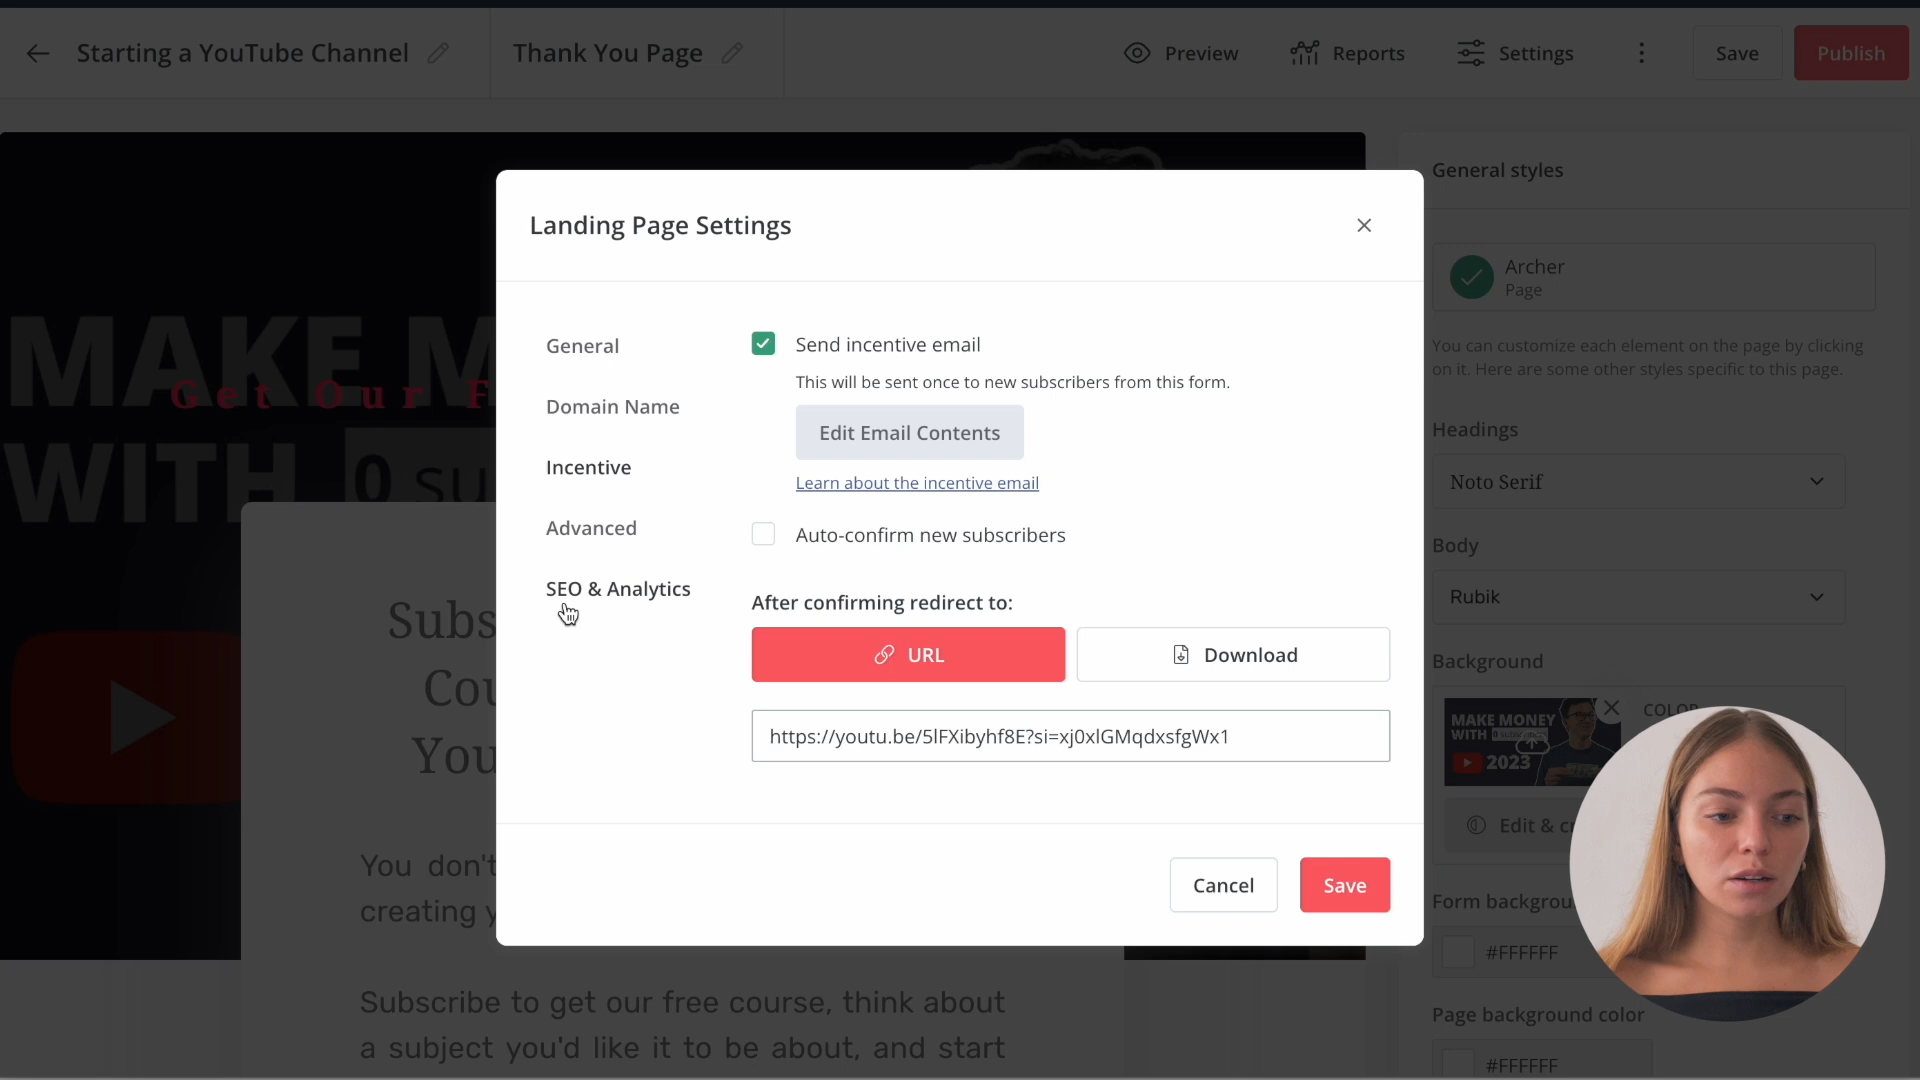 Starting a YouTube Channel
Thank You Page
Preview
Reports
Settings
Save
Publish
MAKE M
Get Our F
WITH 0 su
Subs
Cou
You
You don't
creating y
Subscribe to get our free course, think about
a subject you'd like it to be about, and start
Landing Page Settings
General
Domain Name
Incentive
Advanced
SEO & Analytics
Send incentive email
This will be sent once to new subscribers from this form.
Edit Email Contents
Learn about the incentive email
Auto-confirm new subscribers
After confirming redirect to:
URL
Download
https://youtu.be/5lFXibyhf8E?si=xj0xlGMqdxsfgWx1
Cancel
Save
General styles
Archer
Page
You can customize each element on the page by clicking
on it. Here are some other styles specific to this page.
Headings
Noto Serif
Body
Rubik
Background
MAKE MONEY
WITH
2023
COLOR
Edit & c
Form backgrou
#FFFFFF
Page background color
#FFFFFF